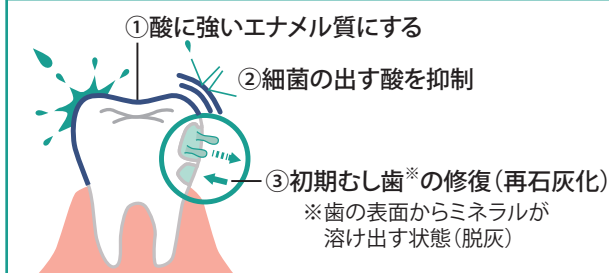 ①酸に強いエナメル質にする
②細菌の出す酸を抑制
③初期むし歯※の修復(再石灰化)
※歯の表面からミネラルが
溶け出す状態(脱灰)